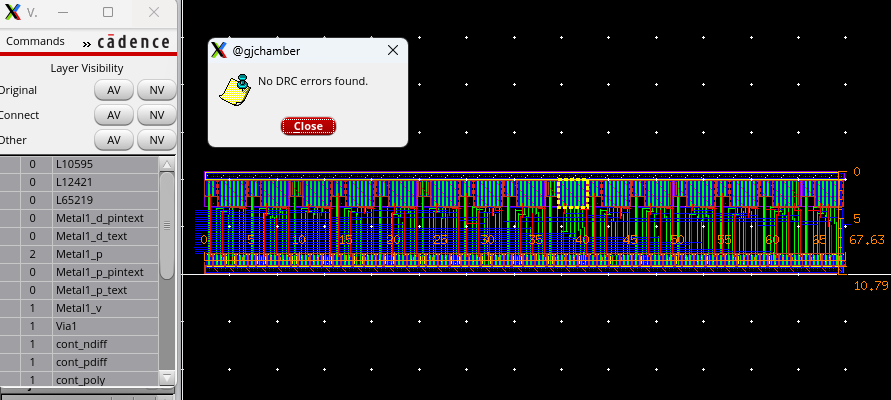 V.
Commands » cādence
Layer Visibility
Original AV NV
Connect AV NV
Other AV NV
0 L10595
0 L12421
0 L65219
0 Metal1_d_pintext
0 Metal1_d_text
2 Metal1_p
0 Metal1_p_pintext
0 Metal1_p_text
1 Metal1_v
1 Via1
1 cont_ndiff
1 cont_pdiff
1 cont_poly
@gjchamber
No DRC errors found.
Close
0
5
0 5 10 15 20 25 30 35 40 45 50 55 60 65 67.63
10.79